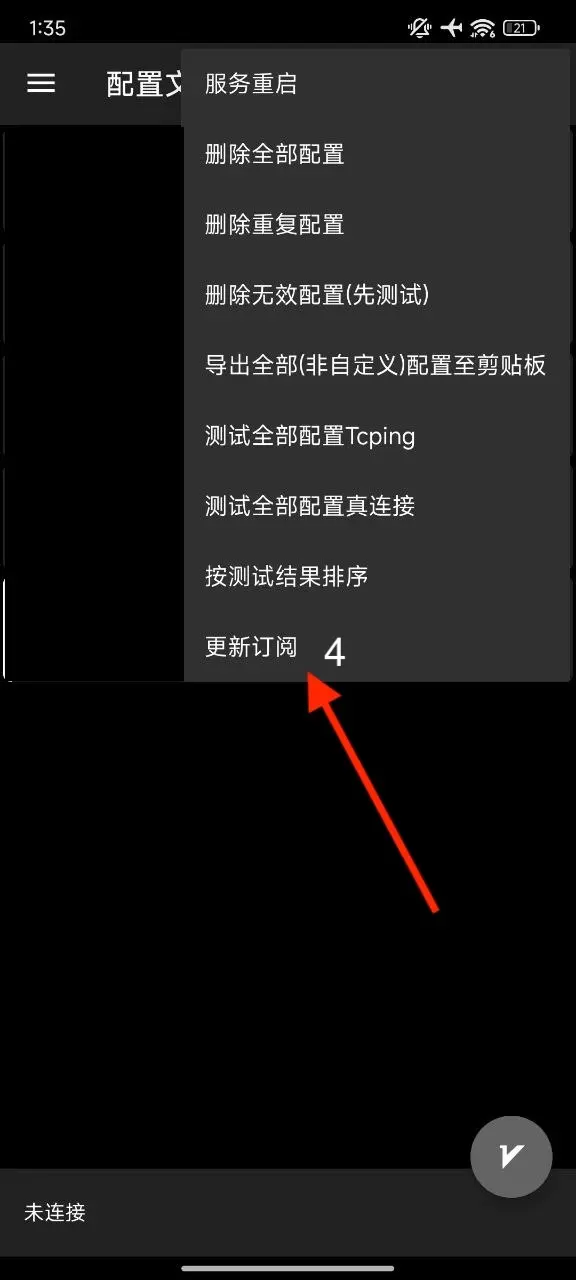 1:35
6
21
配置文
服务重启
删除全部配置
删除重复配置
删除无效配置(先测试)
导出全部(非自定义)配置至剪贴板
测试全部配置Tcping
测试全部配置真连接
按测试结果排序
更新订阅 4
未连接